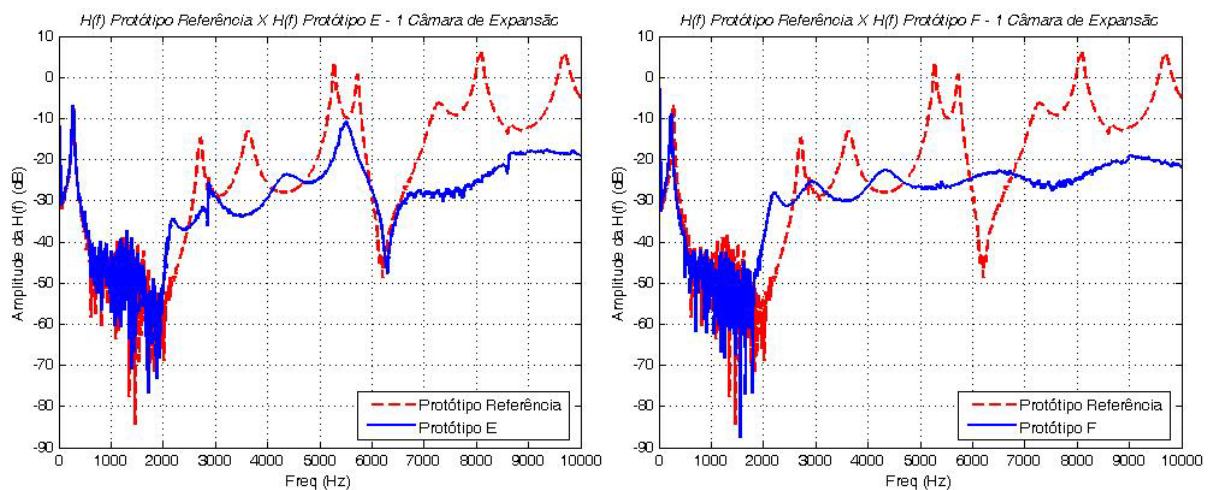 H(f) Protótipo Referência X H(f) Protótipo E - 1 Câmara de Expansão
Amplitude da H(f) (dB)
10
0
-10
-20
-30
-40
-50
-60
-70
-80
-90
0 1000 2000 3000 4000 5000 6000 7000 8000 9000 10000
Freq (Hz)
Protótipo Referência
Protótipo E
H(f) Protótipo Referência X H(f) Protótipo F - 1 Câmara de Expansão
Amplitude da H(f) (dB)
10
0
-10
-20
-30
-40
-50
-60
-70
-80
-90
0 1000 2000 3000 4000 5000 6000 7000 8000 9000 10000
Freq (Hz)
Protótipo Referência
Protótipo F